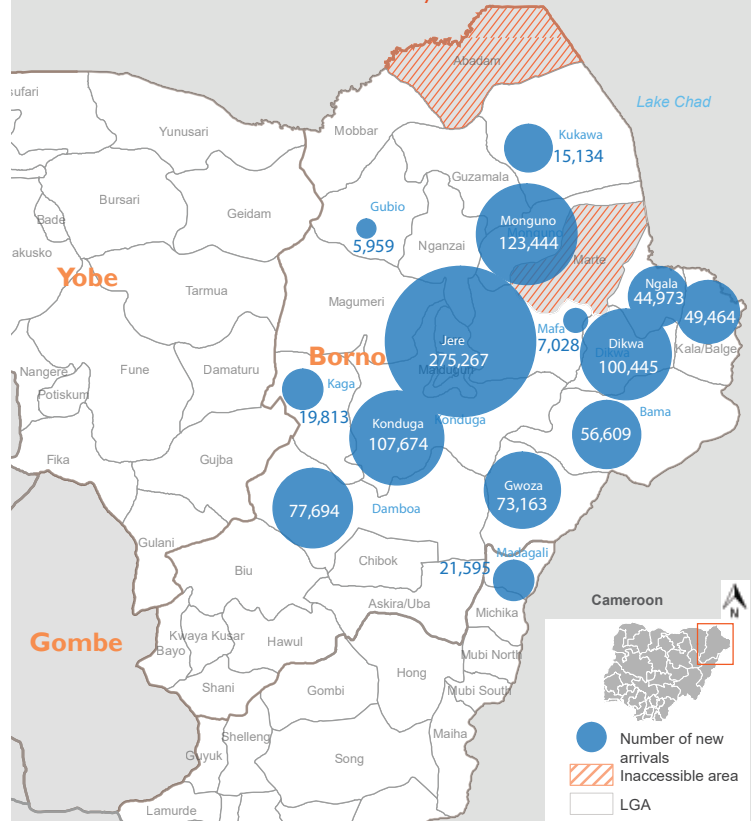 Abadam
Lake Chad
sufari
Yunusari
Mobbar
Kukawa
15,134
Guzamala
Bursari
Geidam
Gubio
5,959
Bade
Monguno
Monguno
123,444
Nganzai
akusko
Marte
Yobe
Tarmua
Magumeri
Ngala
44,973
49,464
Mafa
7,028
Jere
275,267
Dikwa
Dikwa
100,445
Kala/Balge
Borno
Maiduguri
Nangere
Fune
Damaturu
Kaga
19,813
Potiskum
Konduga
Konduga
107,674
Bama
56,609
Fika
Gujba
Gwoza
73,163
77,694
Damboa
Gulani
Madagali
21,595
Chibok
Biu
Askira/Uba
Michika
Cameroon
N
Gombe
Kwaya Kusar
Bayo
Hawul
Mubi North
Hong
Shani
Gombi
Mubi South
Shelleng
Maiha
Guyuk
Song
Lamurde
Number of new
arrivals
Inaccessible area
LGA